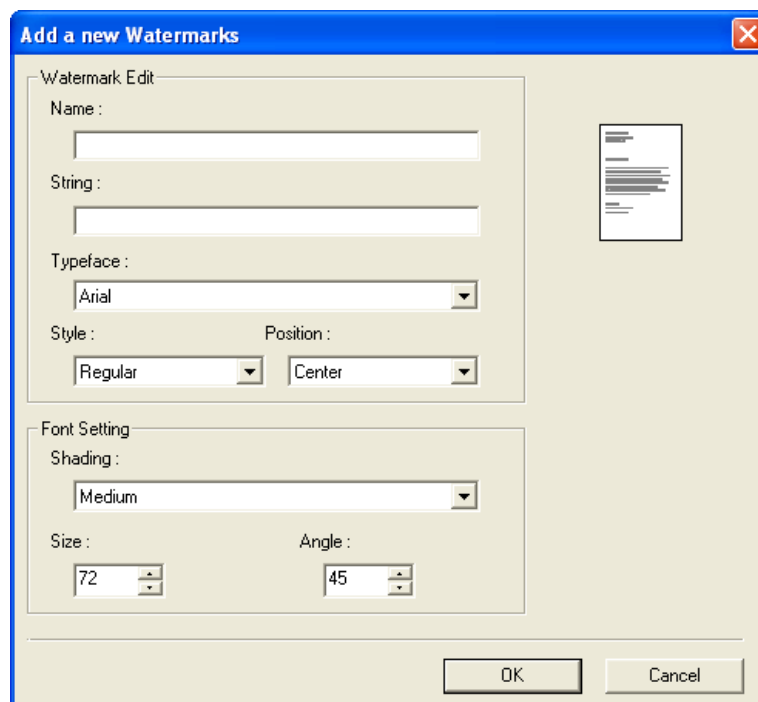 Add a new Watermarks
Watermark Edit
Name :
String :
Typeface :
Arial
Style : Position :
Regular Center
Font Setting
Shading :
Medium
Size : Angle :
72 45
OK Cancel